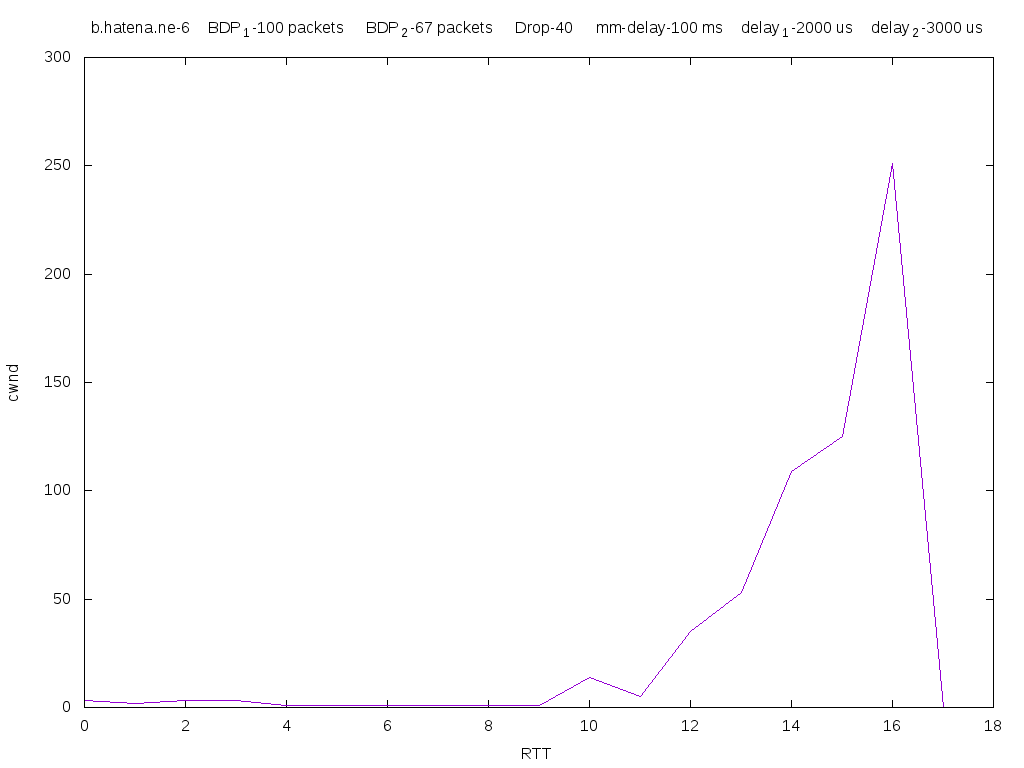 b.hatena.ne-6 BDP1-100 packets BDP2-67 packets Drop-40 mm-delay-100 ms delay1-2000 us delay2-3000 us
300
250
200
150
100
50
0
cwnd
0 2 4 6 8 10 12 14 16 18
RTT